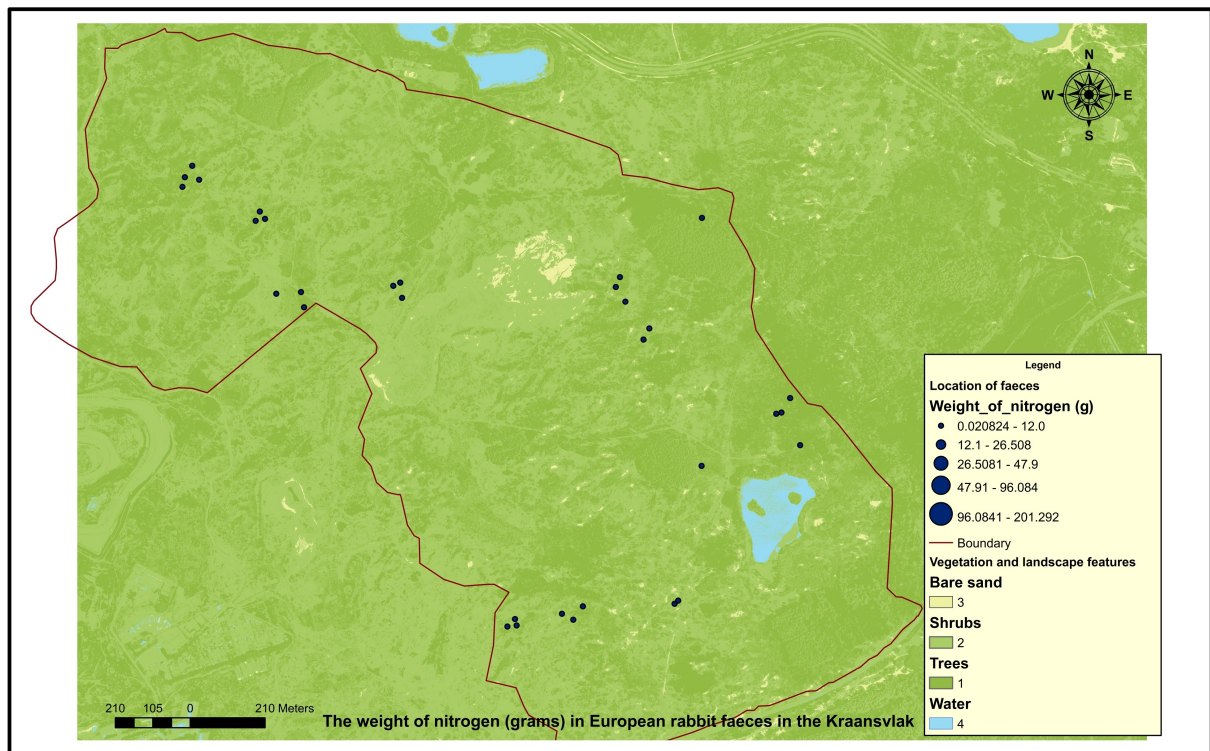 N
W E
S
Legend
Location of faeces
Weight_of_nitrogen (g)
0.020824 - 12.0
12.1 - 26.508
26.5081 - 47.9
47.91 - 96.084
96.0841 - 201.292
Boundary
Vegetation and landscape features
Bare sand
3
Shrubs
2
Trees
1
Water
4
210 105 0 210 Meters
The weight of nitrogen (grams) in European rabbit faeces in the Kraansvlak